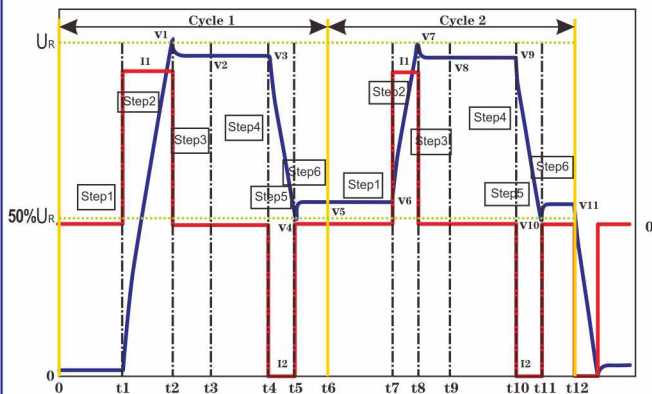 Cycle 1 Cycle 2
UR
v1 v7
I1 v2 v3 I1 v8 v9
Step2 Step2
Step3 Step4 Step3 Step4
Step6 Step6
Step1 Step5 Step1 Step5
50%UR v5 v6 v11
v4 v10 0
I2 I2
0
0 t1 t2 t3 t4 t5 t6 t7 t8 t9 t10 t11 t12